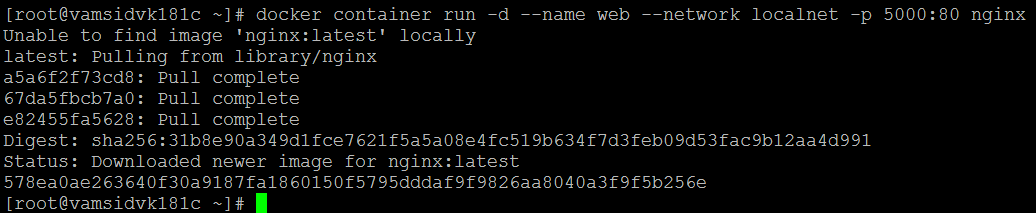 [root@vamsidvk181c ~]# docker container run -d --name web --network localnet -p 5000:80 nginx
Unable to find image 'nginx:latest' locally
latest: Pulling from library/nginx
a5a6f2f73cd8: Pull complete
67da5fbcb7a0: Pull complete
e82455fa5628: Pull complete
Digest: sha256:31b8e90a349d1fce7621f5a5a08e4fc519b634f7d3feb09d53fac9b12aa4d991
Status: Downloaded newer image for nginx:latest
578ea0ae263640f30a9187fa1860150f5795dddaf9f9826aa8040a3f9f5b256e
[root@vamsidvk181c ~]#